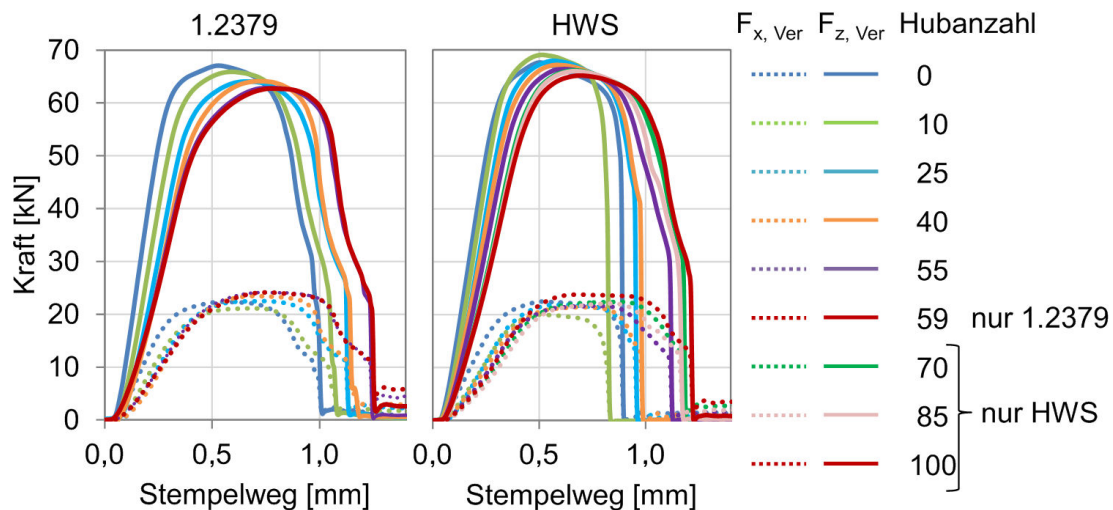 1.2379
HWS
F x, Ver F z, Ver Hubanzahl
Kraft [kN]
70
60
50
40
30
20
10
0
0,0 0,5 1,0
Stempelweg [mm]
0,0 0,5 1,0
Stempelweg [mm]
0
10
25
40
55
59 nur 1.2379
70
85 nur HWS
100